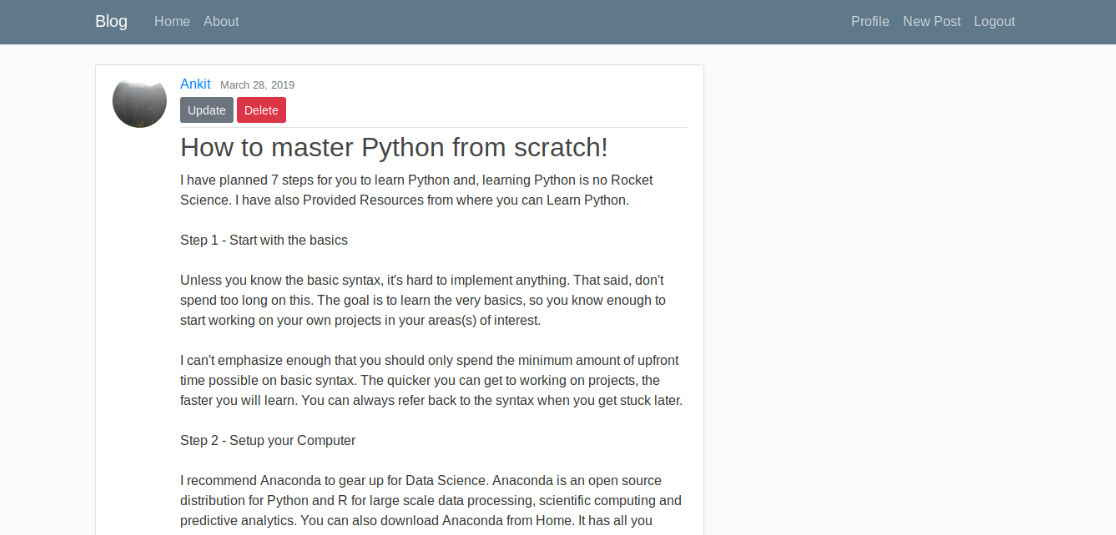 Blog Home About Profile New Post Logout
Ankit March 28, 2019
Update Delete
How to master Python from scratch!
I have planned 7 steps for you to learn Python and, learning Python is no Rocket
Science. I have also Provided Resources from where you can Learn Python.
Step 1 - Start with the basics
Unless you know the basic syntax, it's hard to implement anything. That said, don't
spend too long on this. The goal is to learn the very basics, so you know enough to
start working on your own projects in your areas(s) of interest.
I can't emphasize enough that you should only spend the minimum amount of upfront
time possible on basic syntax. The quicker you can get to working on projects, the
faster you will learn. You can always refer back to the syntax when you get stuck later.
Step 2 - Setup your Computer
I recommend Anaconda to gear up for Data Science. Anaconda is an open source
distribution for Python and R for large scale data processing, scientific computing and
predictive analytics. You can also download Anaconda from Home. It has all you